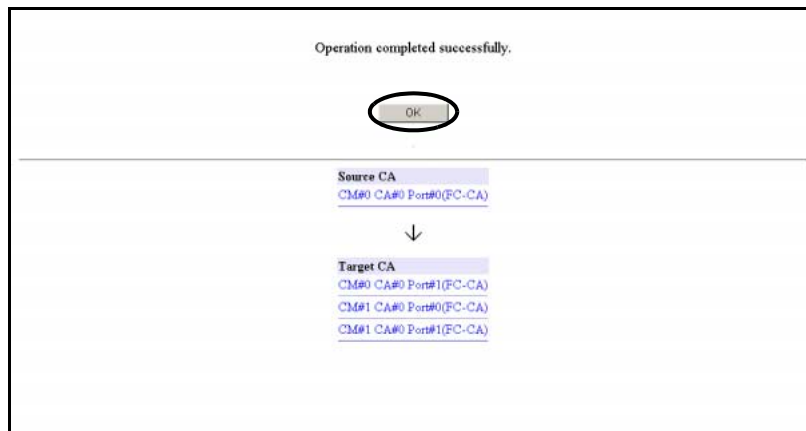 Operation completed successfully.
OK
Source CA
CM#0 CA#0 Port#0(FC-CA)
Target CA
CM#0 CA#0 Port#1(FC-CA)
CM#1 CA#0 Port#0(FC-CA)
CM#1 CA#0 Port#1(FC-CA)